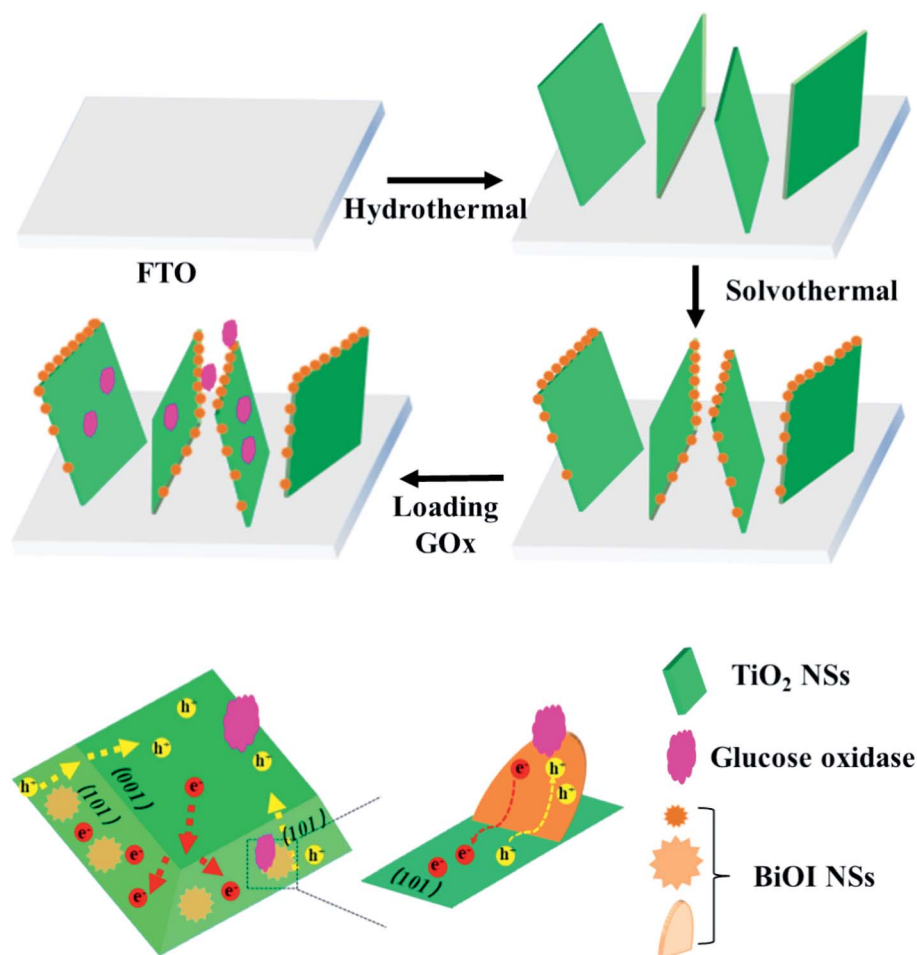 Hydrothermal
FTO
Solvothermal
Loading
GOx
TiO₂ NSs
Glucose oxidase
BiOI NSs
h⁺
h⁺
h⁺
h⁺
(001)
(101)
e⁻
e⁻
e⁻
e⁻
e⁻
(101)
h⁺
e⁻
h⁺
h⁺
e⁻
e⁻
h⁺
(101)